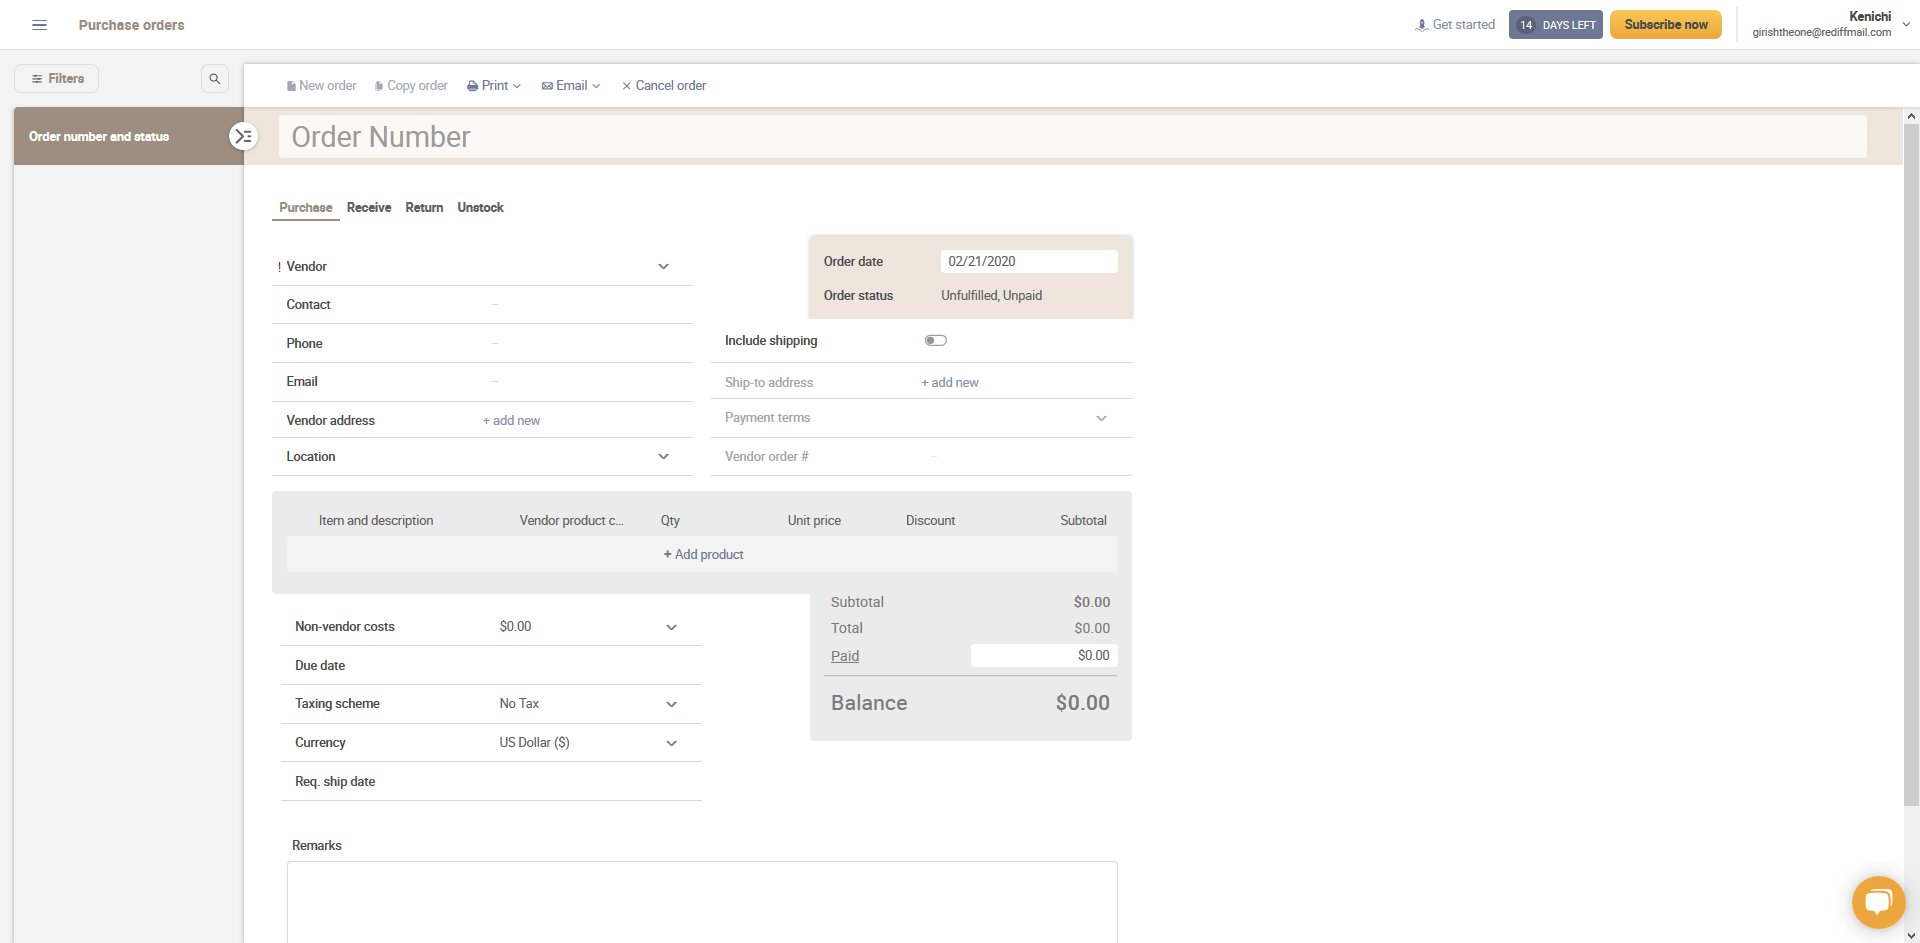 Purchase orders
Get started
14 DAYS LEFT
Subscribe now
Kenichi
girishtheone@rediffmail.com
Filters
New order
Copy order
Print
Email
Cancel order
Order number and status
Order Number
Purchase
Receive
Return
Unstock
! Vendor
Contact –
Phone –
Email –
Vendor address + add new
Location
Order date 02/21/2020
Order status Unfulfilled, Unpaid
Include shipping
Ship-to address + add new
Payment terms
Vendor order # –
Item and description Vendor product c... Qty Unit price Discount Subtotal
+ Add product
Subtotal $0.00
Total $0.00
Paid $0.00
Balance $0.00
Non-vendor costs $0.00
Due date
Taxing scheme No Tax
Currency US Dollar ($)
Req. ship date
Remarks